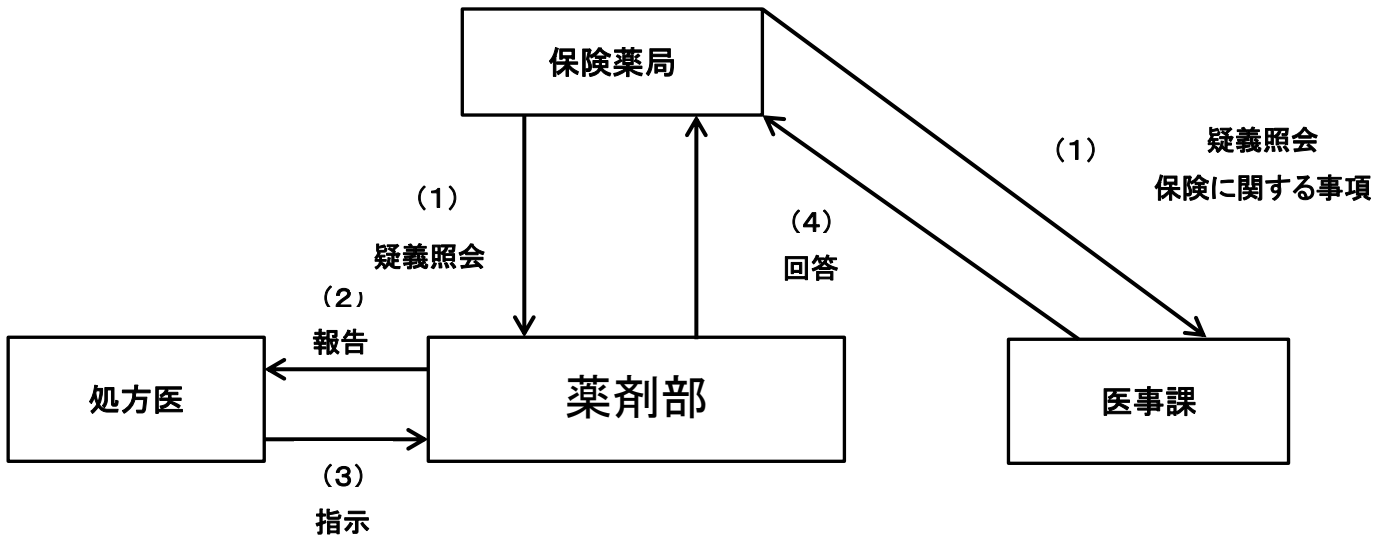 保険薬局
（１）
疑義照会
保険に関する事項
（１）
疑義照会
（４）
回答
（２）
報告
処方医
薬剤部
医事課
（３）
指示